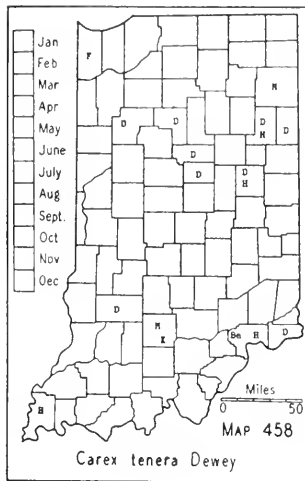 Jan
Feb
Mar
Apr
May
June
July
Aug
Sept.
Oct
Nov
Dec
F
M
D D D D
H
D
D D
H
D
M
K
Bn H D
H
Miles
0 50
MAP 458
Carex tenera Dewey